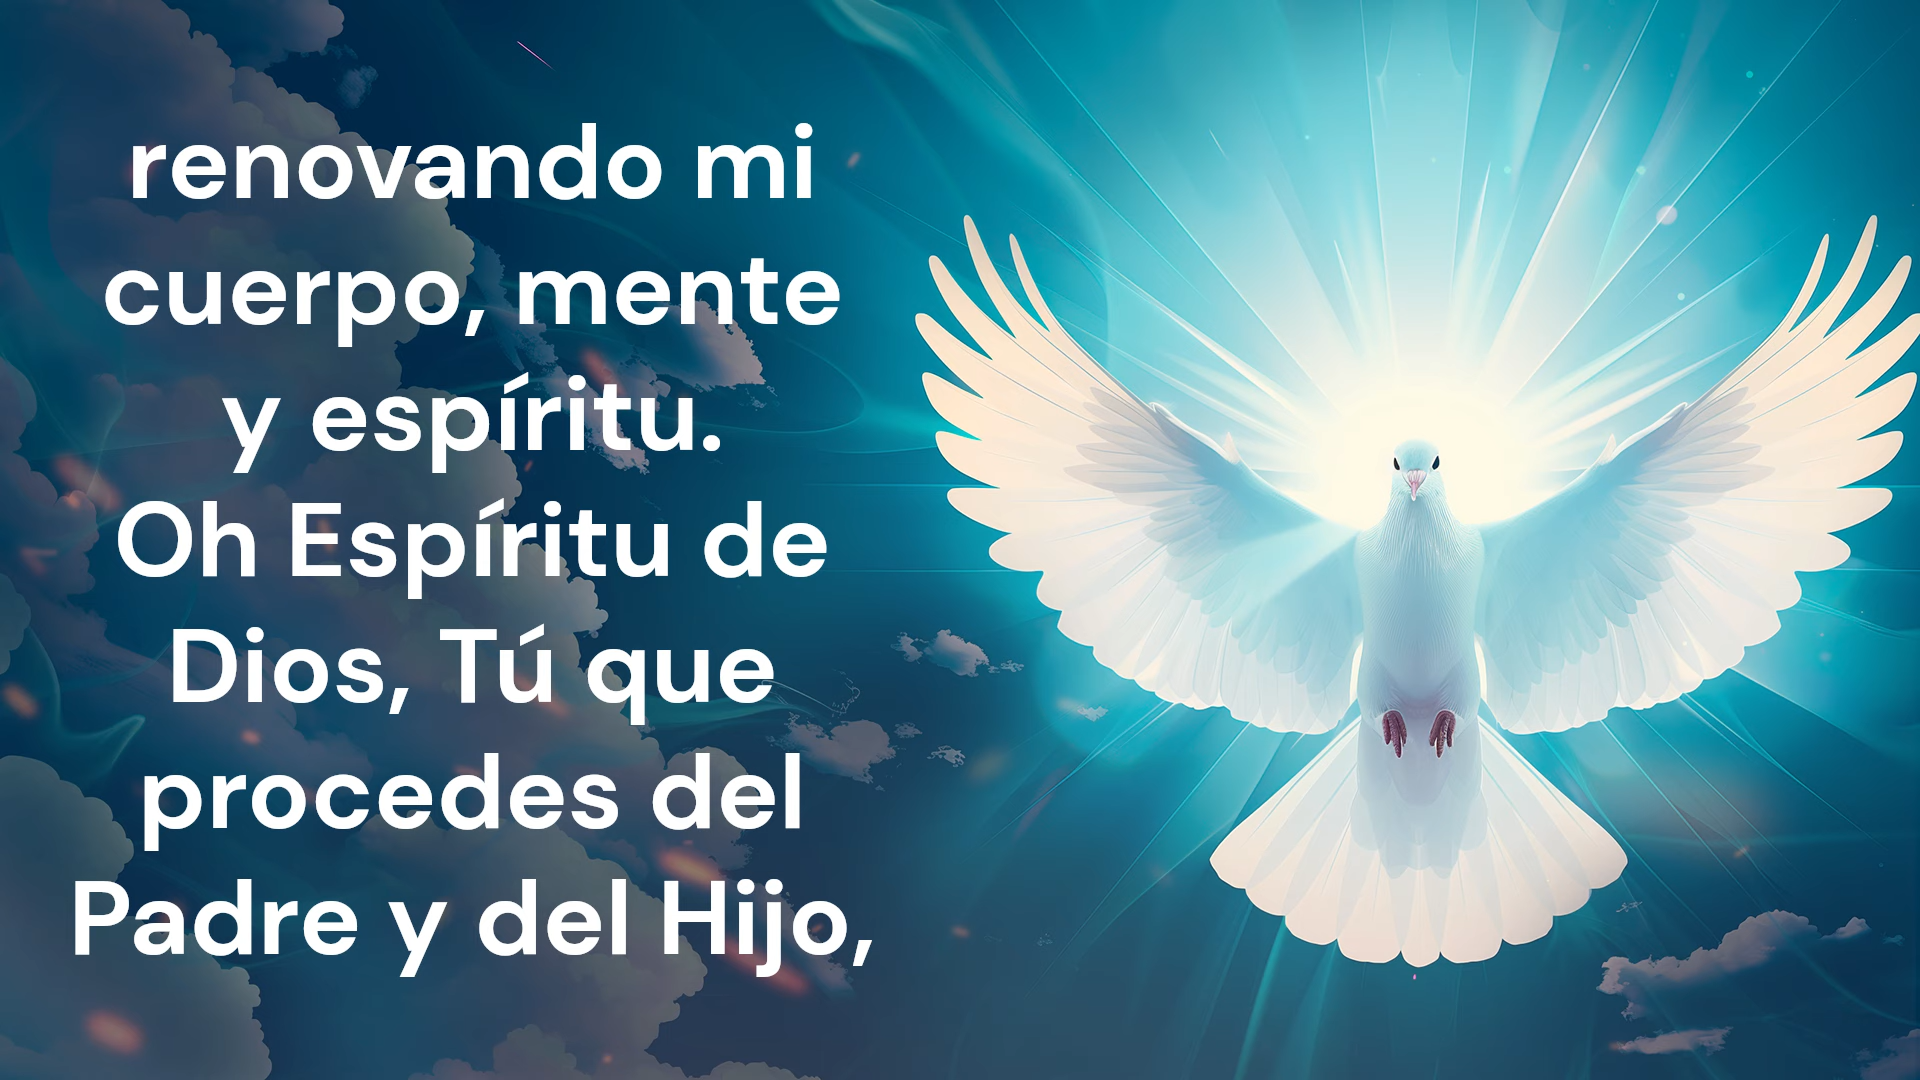 renovando mi
cuerpo, mente
y espíritu.
Oh Espíritu de
Dios, Tú que
procedes del
Padre y del Hijo,